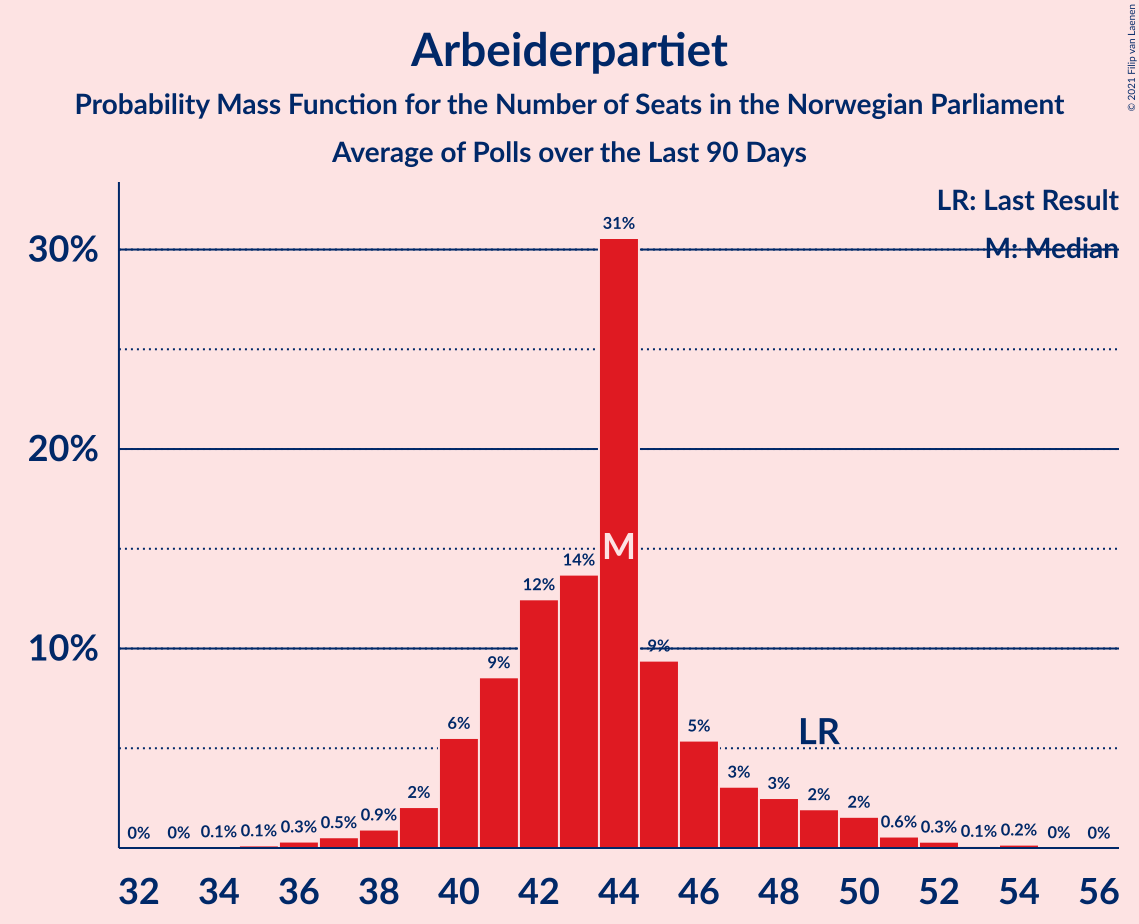 Arbeiderpartiet
Probability Mass Function for the Number of Seats in the Norwegian Parliament
Average of Polls over the Last 90 Days
© 2021 Filip van Laenen
LR: Last Result
M: Median
30%
20%
10%
0% 0% 0.1% 0.1% 0.3% 0.5% 0.9% 2% 6% 9% 12% 14% 31% 9% 5% 3% 3% 2% 2% 0.6% 0.3% 0.1% 0.2% 0% 0%
M
LR
32 34 36 38 40 42 44 46 48 50 52 54 56